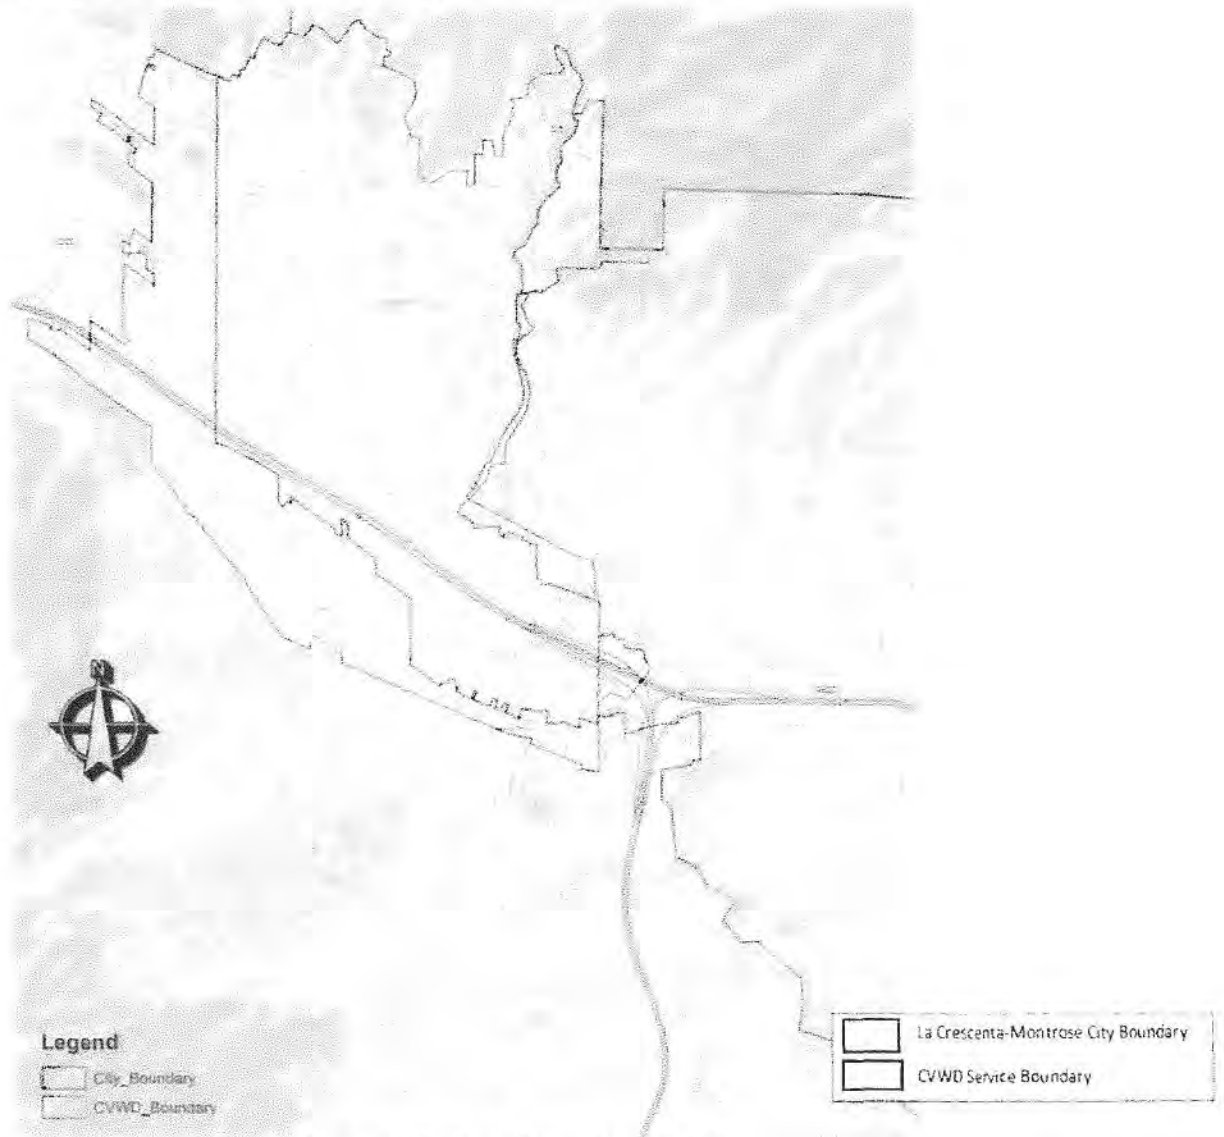 N
Legend
City_Boundary
CVWD_Boundary
La Crescenta-Montrose City Boundary
CVWD Service Boundary